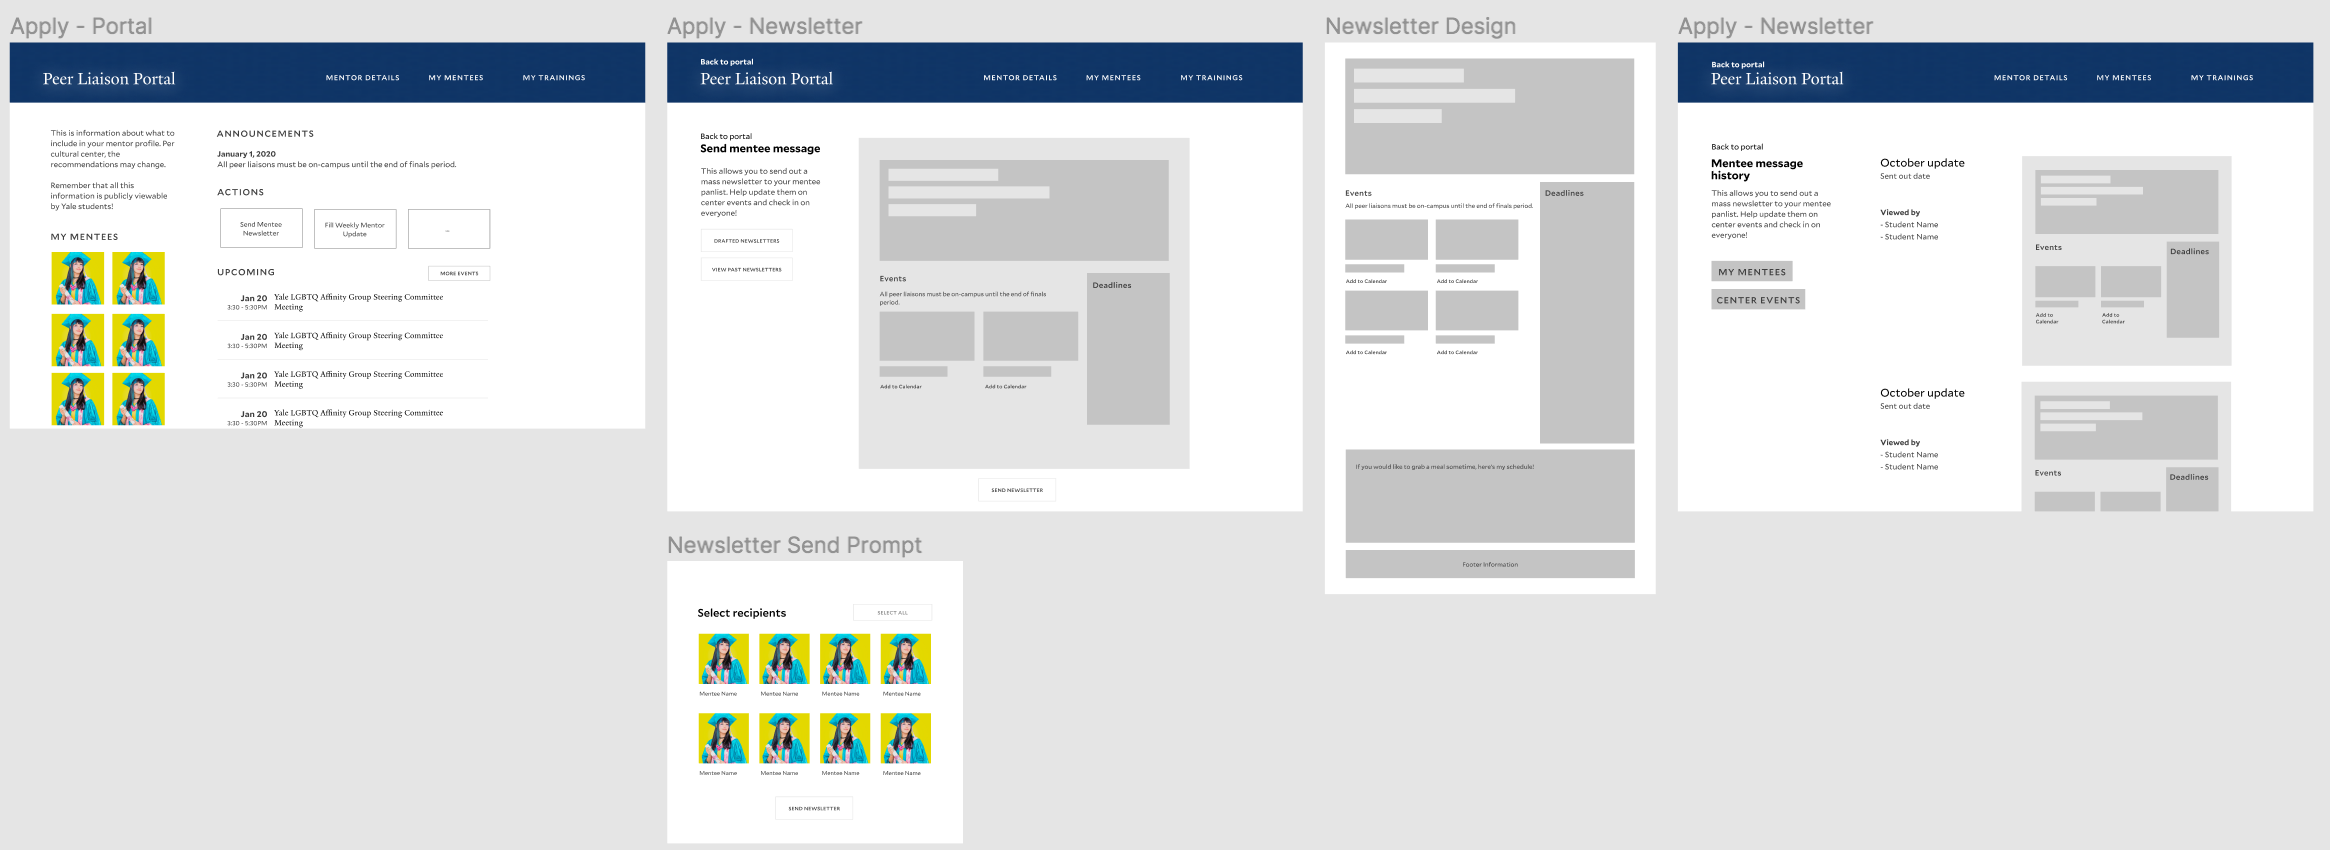 Apply - Portal
Peer Liaison Portal
MENTOR DETAILS
MY MENTEES
MY TRAININGS
This is information about what to
include in your mentor profile. Per
cultural center, the
recommendations may change.
Remember that all this
information is publicly viewable
by Yale students!
MY MENTEES
ANNOUNCEMENTS
January 1, 2020
All peer liaisons must be on-campus until the end of finals period.
ACTIONS
Send Mentee
Newsletter
Fill Weekly Mentor
Update
...
UPCOMING
MORE EVENTS
Jan 20
3:30 - 5:30PM
Yale LGBTQ Affinity Group Steering Committee
Meeting
Jan 20
3:30 - 5:30PM
Yale LGBTQ Affinity Group Steering Committee
Meeting
Jan 20
3:30 - 5:30PM
Yale LGBTQ Affinity Group Steering Committee
Meeting
Jan 20
3:30 - 5:30PM
Yale LGBTQ Affinity Group Steering Committee
Meeting
Apply - Newsletter
Back to portal
Peer Liaison Portal
MENTOR DETAILS
MY MENTEES
MY TRAININGS
Back to portal
Send mentee message
This allows you to send out a
mass newsletter to your mentee
panlist. Help update them on
center events and check in on
everyone!
DRAFTED NEWSLETTERS
VIEW PAST NEWSLETTERS
Events
All peer liaisons must be on-campus until the end of finals
period.
Add to Calendar
Add to Calendar
Deadlines
SEND NEWSLETTER
Newsletter Design
Events
All peer liaisons must be on-campus until the end of finals period.
Add to Calendar
Add to Calendar
Add to Calendar
Add to Calendar
Deadlines
If you would like to grab a meal sometime, here's my schedule!
Footer Information
Apply - Newsletter
Back to portal
Peer Liaison Portal
MENTOR DETAILS
MY MENTEES
MY TRAININGS
Back to portal
Mentee message
history
This allows you to send out a
mass newsletter to your mentee
panlist. Help update them on
center events and check in on
everyone!
MY MENTEES
CENTER EVENTS
October update
Sent out date
Viewed by
- Student Name
- Student Name
Events
Add to
Calendar
Add to
Calendar
Deadlines
October update
Sent out date
Viewed by
- Student Name
- Student Name
Events
Deadlines
Newsletter Send Prompt
Select recipients
SELECT ALL
Mentee Name
Mentee Name
Mentee Name
Mentee Name
Mentee Name
Mentee Name
Mentee Name
Mentee Name
SEND NEWSLETTER